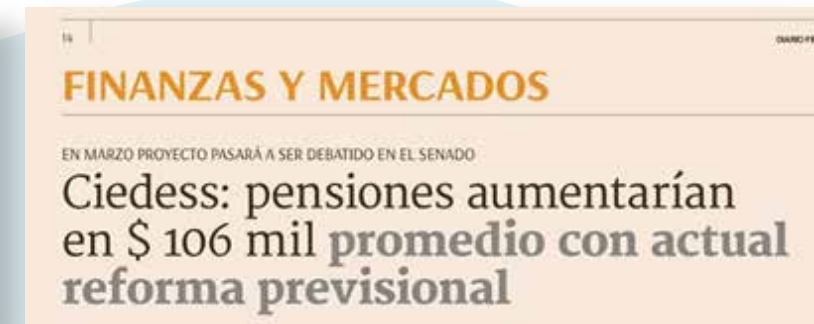 14
FINANZAS Y MERCADOS
EN MARZO PROYECTO PASARÁ A SER DEBATIDO EN EL SENADO
Ciedess: pensiones aumentarían
en $ 106 mil promedio con actual
reforma previsional